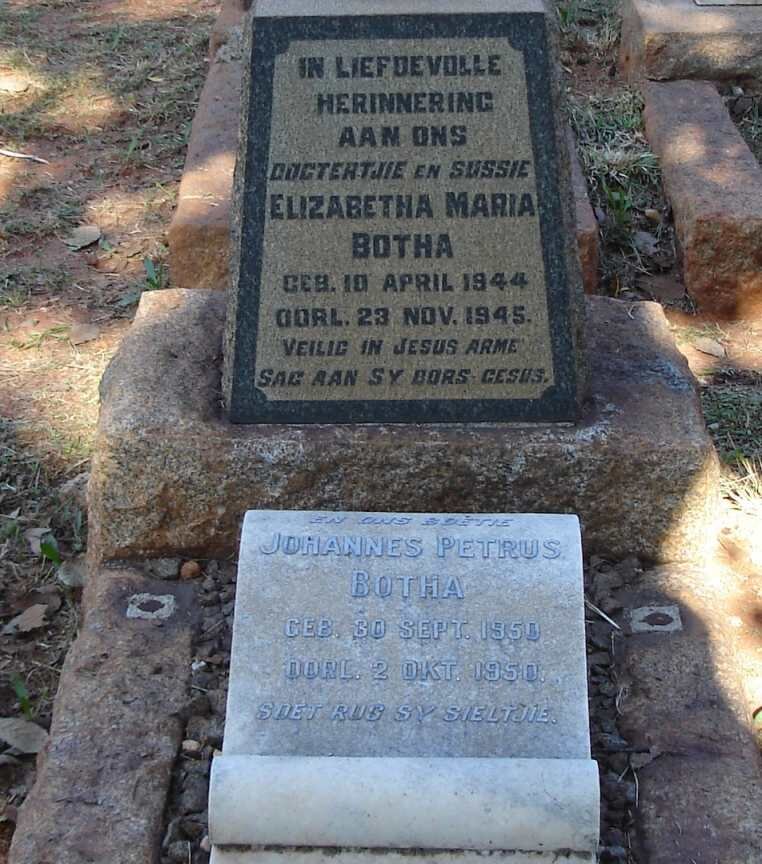 IN LIEFDEVOLLE
HERINNERING
AAN ONS
DOGTERTJIE EN SUSSIE
ELIZABETHA MARIA
BOTHA
GEB. 10 APRIL 1944
OORL. 23 NOV. 1945.
VEILIG IN JESUS ARME
SAG AAN SY BORS GESUS.
EN ONS BOETIE
JOHANNES PETRUS
BOTHA
GEB. 30 SEPT. 1950
OORL. 2 OKT. 1950.
SOET RUS SY SIELTJIE.